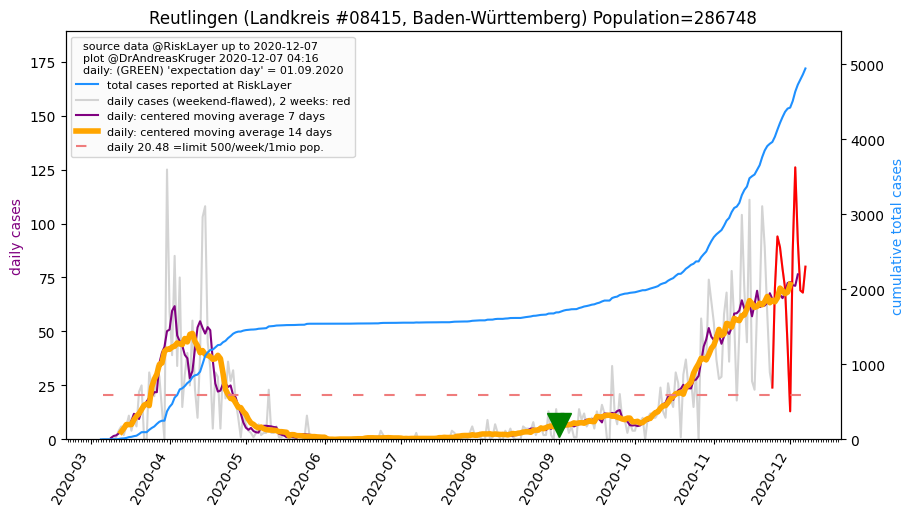 Reutlingen (Landkreis #08415, Baden-Württemberg) Population=286748
source data @RiskLayer up to 2020-12-07
plot @DrAndreasKruger 2020-12-07 04:16
daily: (GREEN) 'expectation day' = 01.09.2020
total cases reported at RiskLayer
daily cases (weekend-flawed), 2 weeks: red
daily: centered moving average 7 days
daily: centered moving average 14 days
daily 20.48 =limit 500/week/1mio pop.
daily cases
175
150
125
100
75
50
25
0
cumulative total cases
5000
4000
3000
2000
1000
0
2020-03
2020-04
2020-05
2020-06
2020-07
2020-08
2020-09
2020-10
2020-11
2020-12